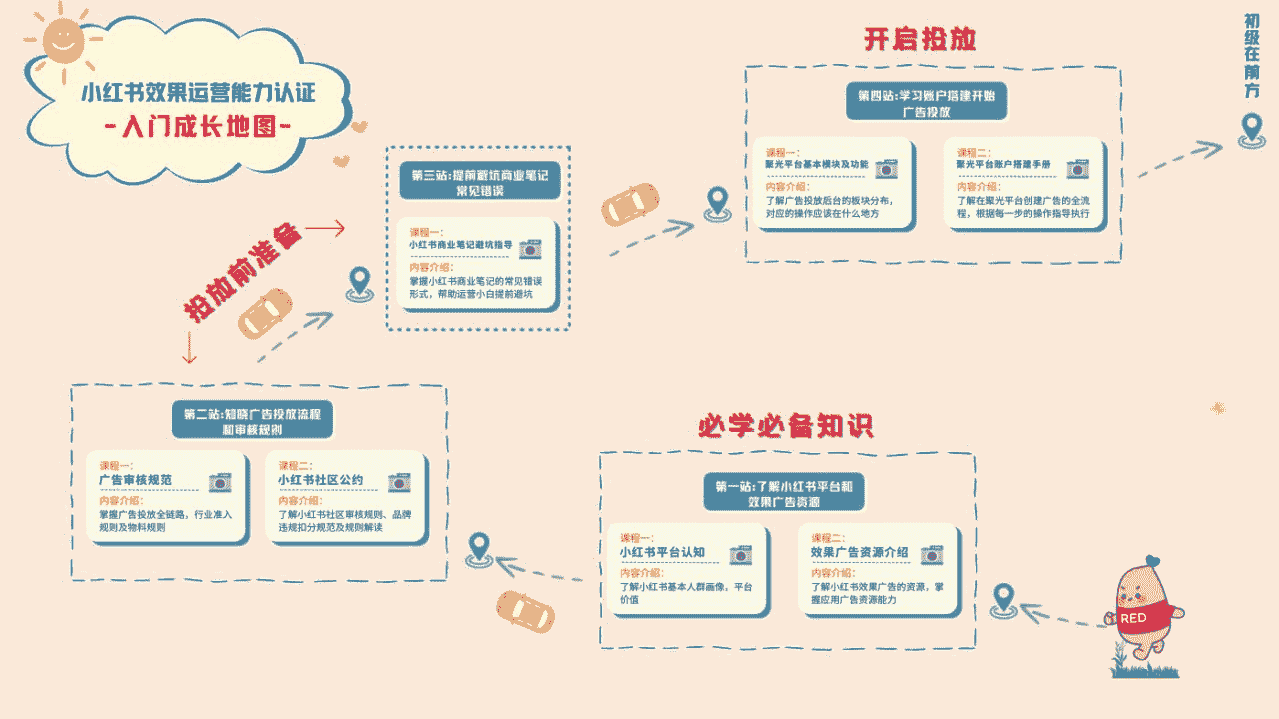 小红书效果运营能力认证
-入门成长地图-
开启投放
初级在前方
第四站:学习账户搭建开始
广告投放
课程一:
聚光平台基本模块及功能
内容介绍:
了解广告投放后台的板块分布，
对应的操作应该在什么地方
课程二:
聚光平台账户搭建手册
内容介绍:
了解在聚光平台创建广告的全流
程，根据每一步的操作指导执行
第三站:提前避坑商业笔记
常见错误
课程一:
小红书商业笔记避坑指导
内容介绍:
掌握小红书商业笔记的常见错误
形式，帮助运营小白提前避坑
投放前准备
第二站:知晓广告投放流程
和审核规则
课程一:
广告审核规范
内容介绍:
掌握广告投放全链路，行业准入
规则及物料规则
课程二:
小红书社区公约
内容介绍:
了解小红书社区审核规则、品牌
违规扣分规范及规则解读
必学必备知识
第一站:了解小红书平台和
效果广告资源
课程一:
小红书平台认知
内容介绍:
了解小红书基本人群画像，平台
价值
课程二:
效果广告资源介绍
内容介绍:
了解小红书效果广告的资源，掌
握应用广告资源能力
RED